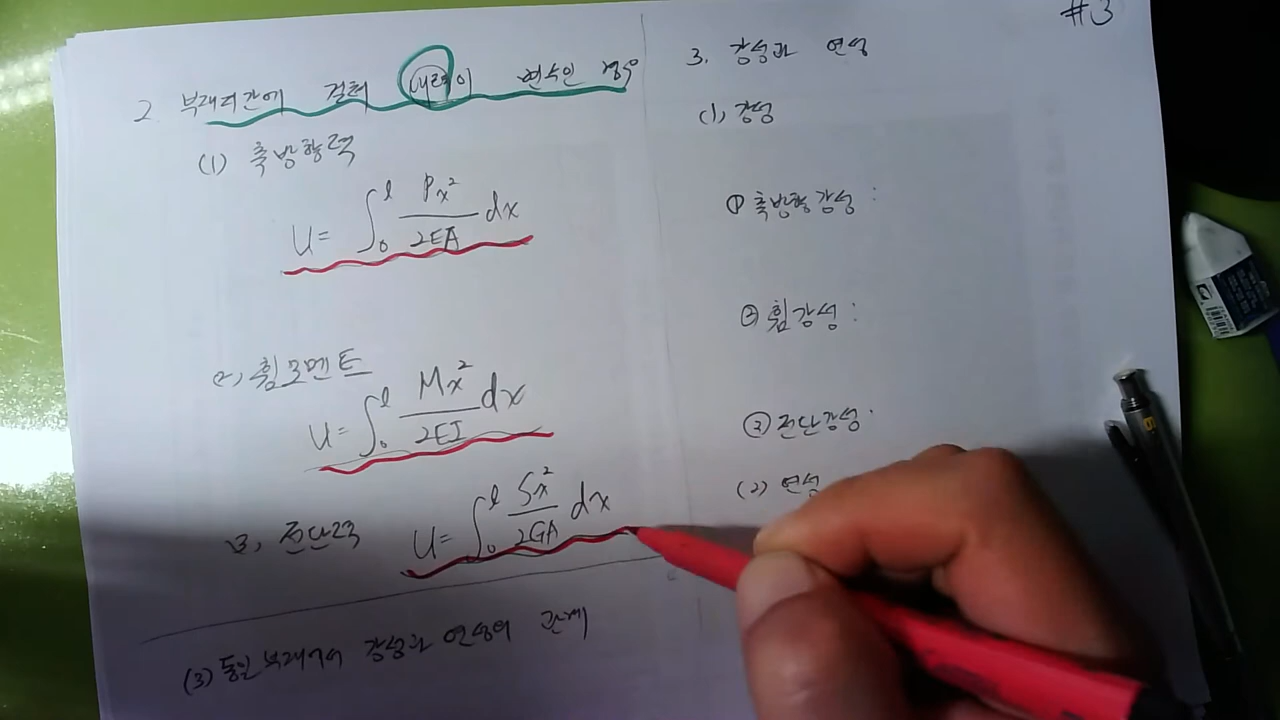 #3
2 부재구간에 걸쳐 내력이 변수인 경우
(1) 축방향력
U= ∫₀ˡ Px²/2EA dx
(2) 휨모멘트
U= ∫₀ˡ Mx²/2EI dx
(3) 전단력 U= ∫₀ˡ Sx²/2GA dx
(3) 동일부재에서 강성과 연성의 관계
3. 강성과 연성
(1) 강성
① 축방향강성 :
② 휨강성 :
③ 전단강성 :
(2) 연성